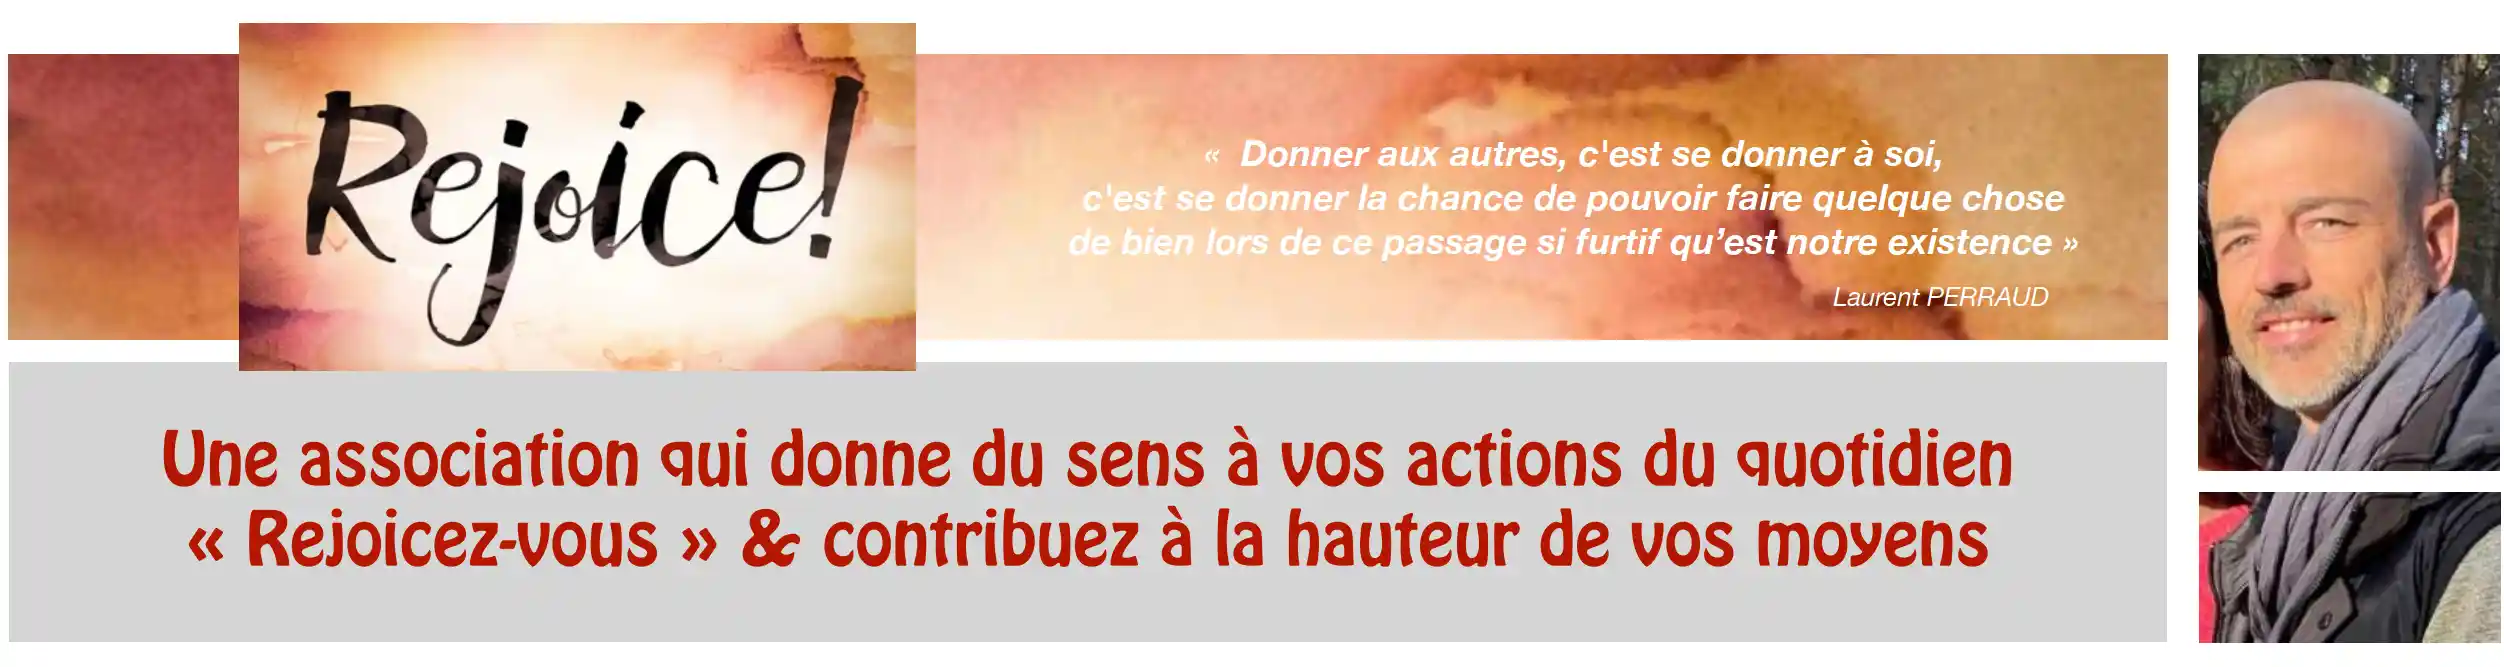 Rejoice!
«  Donner aux autres, c'est se donner à soi,
c'est se donner la chance de pouvoir faire quelque chose
de bien lors de ce passage si furtif qu’est notre existence »
Laurent PERRAUD
Une association qui donne du sens à vos actions du quotidien
« Rejoicez-vous » & contribuez à la hauteur de vos moyens